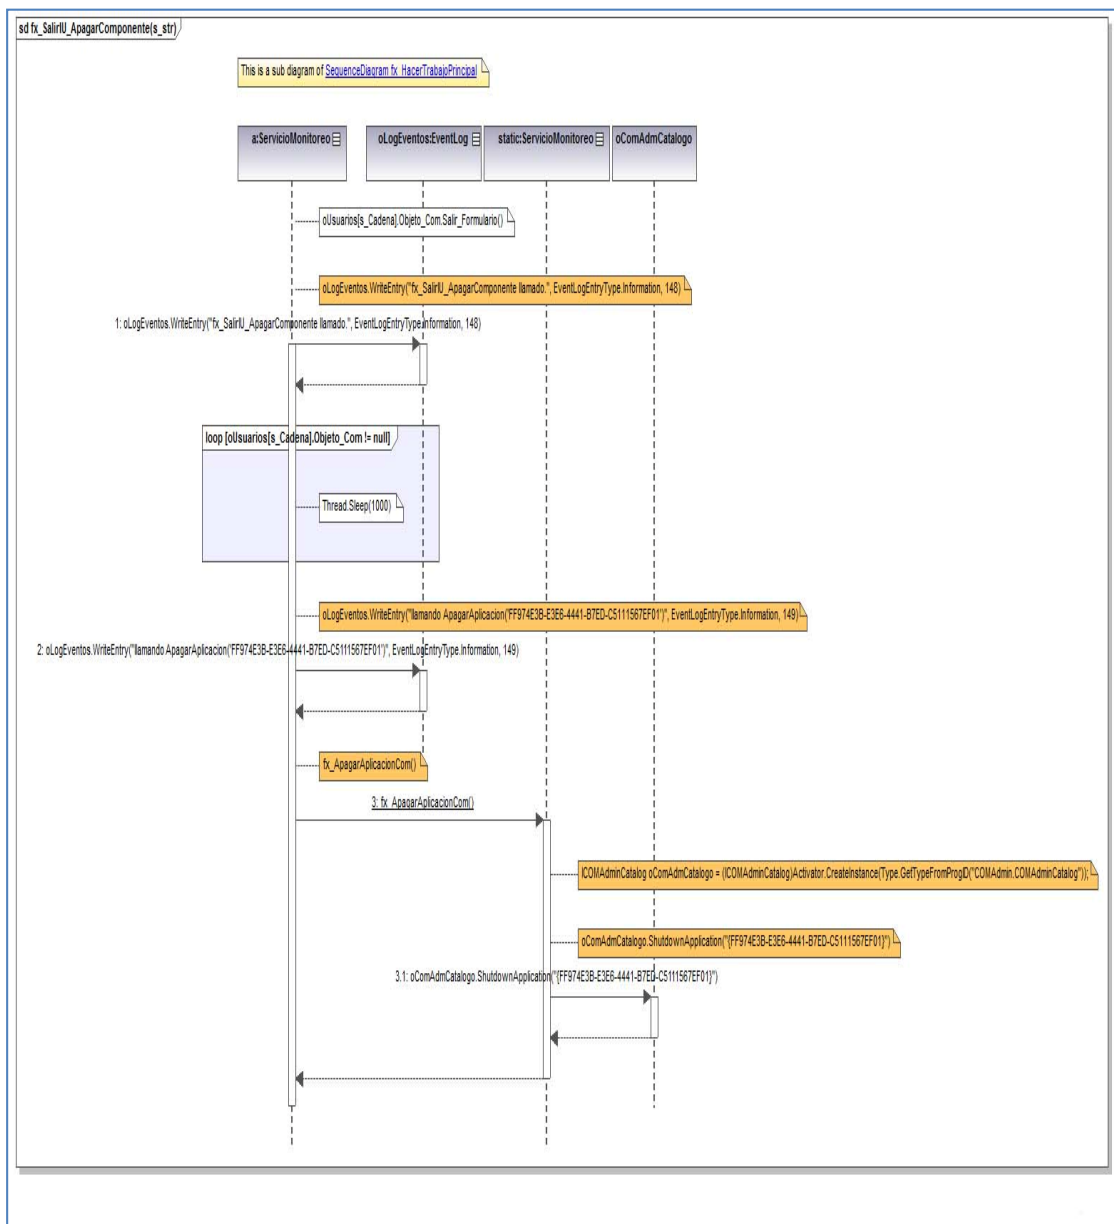 sd fx_SalirIU_ApagarComponente(s_str)
This is a sub diagram of SequenceDiagram fx_HacerTrabajoPrincipal
a:ServicioMonitoreo
oLogEventos:EventLog
static:ServicioMonitoreo
oComAdmCatalogo
oUsuarios[s_Cadena].Objeto_Com.Salir_Formulario()
oLogEventos.WriteEntry("fx_SalirIU_ApagarComponente llamado.", EventLogEntryType.Information, 148)
1: oLogEventos.WriteEntry("fx_SalirIU_ApagarComponente llamado.", EventLogEntryType.Information, 148)
loop [oUsuarios[s_Cadena].Objeto_Com != null]
Thread.Sleep(1000)
oLogEventos.WriteEntry("llamando ApagarAplicacion('FF974E3B-E3E6-4441-B7ED-C5111567EF01')", EventLogEntryType.Information, 149)
2: oLogEventos.WriteEntry("llamando ApagarAplicacion('FF974E3B-E3E6-4441-B7ED-C5111567EF01')", EventLogEntryType.Information, 149)
fx_ApagarAplicacionCom()
3: fx_ApagarAplicacionCom()
ICOMAdminCatalog oComAdmCatalogo = (ICOMAdminCatalog)Activator.CreateInstance(Type.GetTypeFromProgID("COMAdmin.COMAdminCatalog"));
oComAdmCatalogo.ShutdownApplication("{FF974E3B-E3E6-4441-B7ED-C5111567EF01}")
3.1: oComAdmCatalogo.ShutdownApplication("{FF974E3B-E3E6-4441-B7ED-C5111567EF01}")